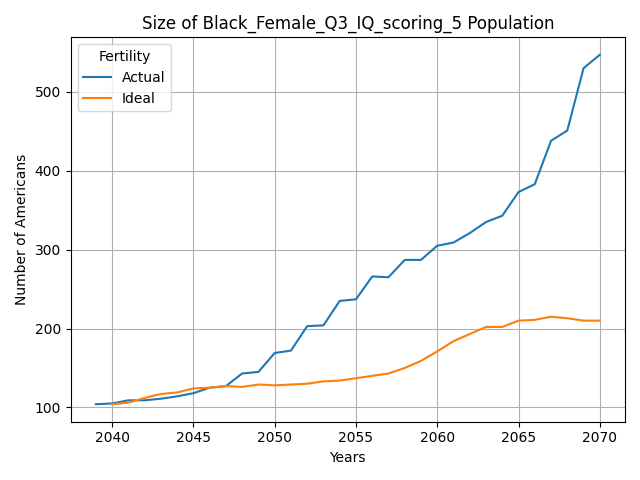 Size of Black_Female_Q3_IQ_scoring_5 Population
Fertility
Actual
Ideal
Number of Americans
500
400
300
200
100
2040 2045 2050 2055 2060 2065 2070
Years